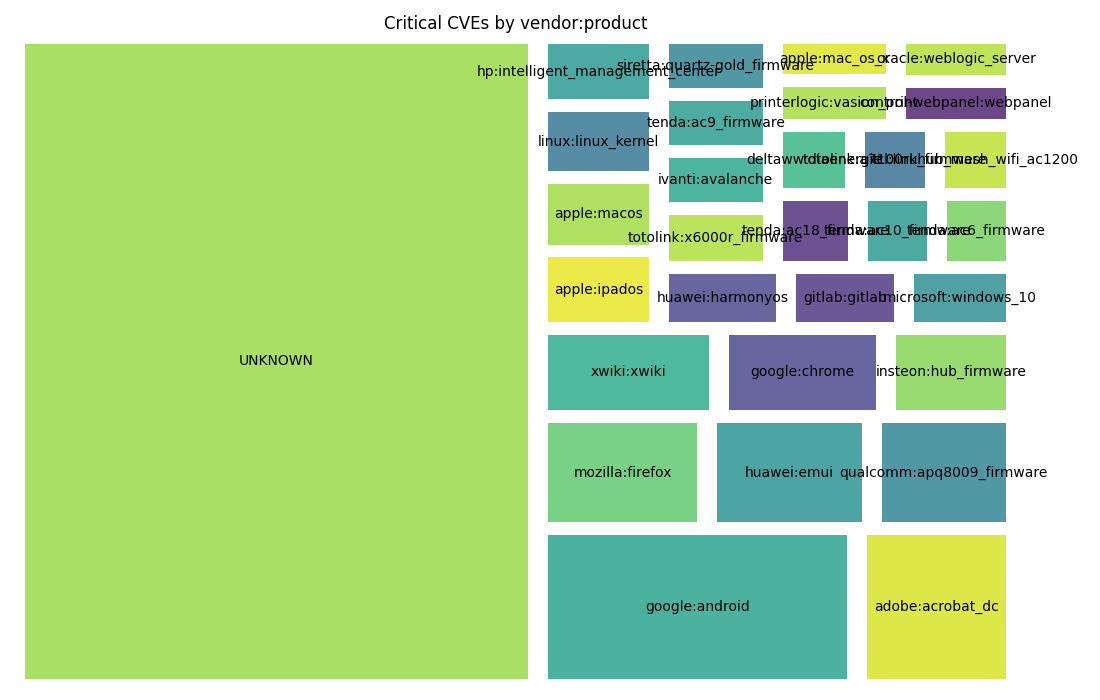 Critical CVEs by vendor:product
hp:intelligent_management_center
siretta:quartz-gold_firmware
apple:mac_os_x
oracle:weblogic_server
printerlogic:vasion_print
control-webpanel:webpanel
linux:linux_kernel
tenda:ac9_firmware
deltaww:diaenergie
totolink:a7100ru_firmware
ivanti:avalanche
apple:macos
totolink:x6000r_firmware
tenda:ac18_firmware
tenda:ac10_firmware
tenda:ac6_firmware
apple:ipados
huawei:harmonyos
gitlab:gitlab
microsoft:windows_10
UNKNOWN
xwiki:xwiki
google:chrome
insteon:hub_firmware
mozilla:firefox
huawei:emui
qualcomm:apq8009_firmware
google:android
adobe:acrobat_dc